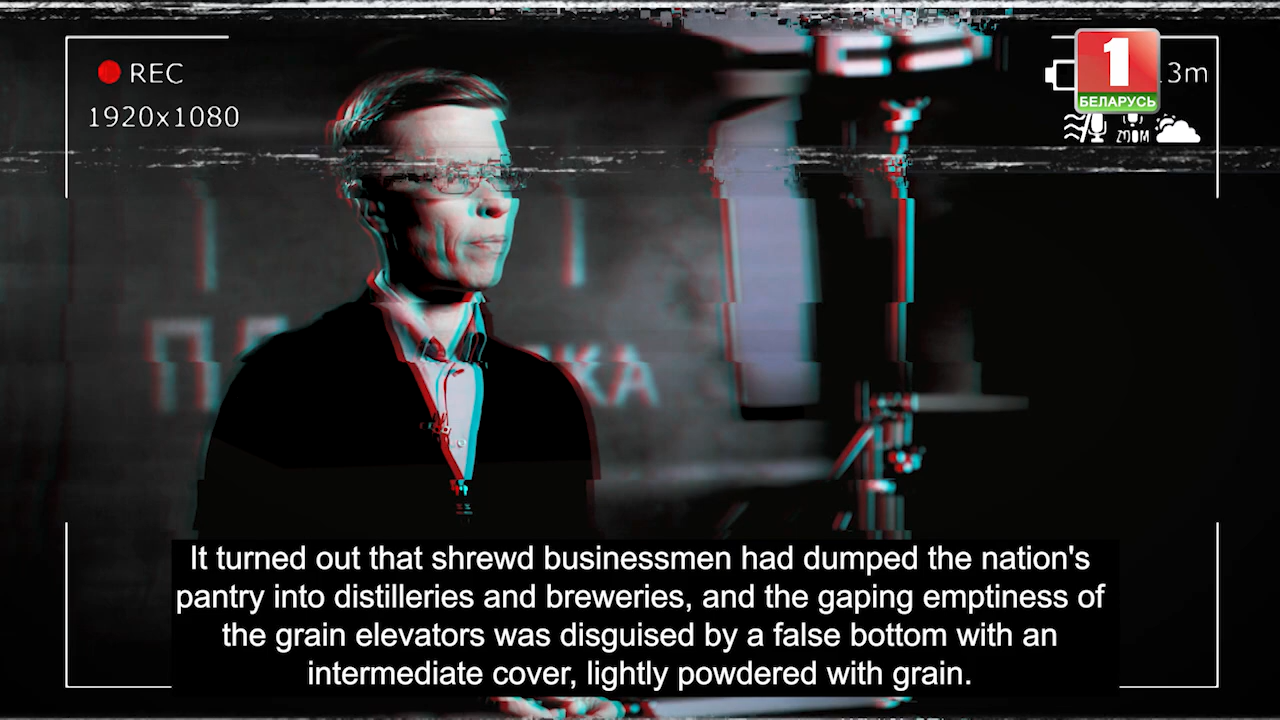 REC
1920x1080
1
БЕЛАРУСЬ
3m
ZOOM
КА
It turned out that shrewd businessmen had dumped the nation's
pantry into distilleries and breweries, and the gaping emptiness of
the grain elevators was disguised by a false bottom with an
intermediate cover, lightly powdered with grain.